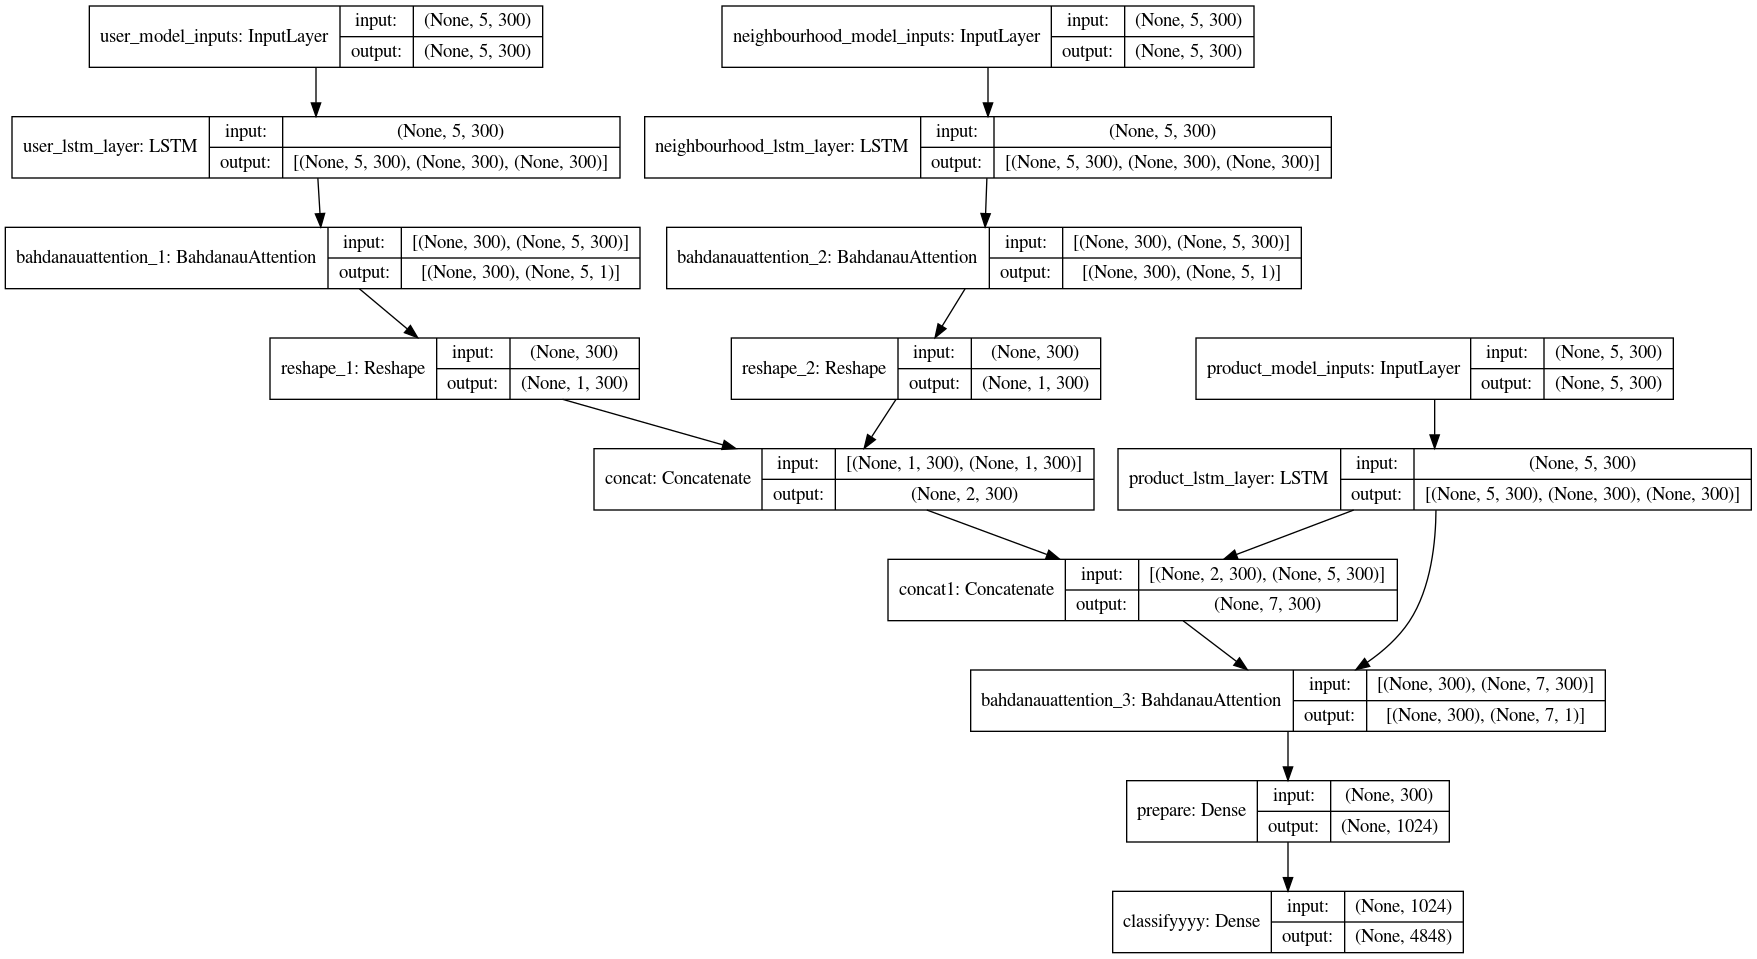 user_model_inputs: InputLayer
input:
(None, 5, 300)
output:
(None, 5, 300)
neighbourhood_model_inputs: InputLayer
input:
(None, 5, 300)
output:
(None, 5, 300)
user_lstm_layer: LSTM
input:
(None, 5, 300)
output:
[(None, 5, 300), (None, 300), (None, 300)]
neighbourhood_lstm_layer: LSTM
input:
(None, 5, 300)
output:
[(None, 5, 300), (None, 300), (None, 300)]
bahdanauattention_1: BahdanauAttention
input:
[(None, 300), (None, 5, 300)]
output:
[(None, 300), (None, 5, 1)]
bahdanauattention_2: BahdanauAttention
input:
[(None, 300), (None, 5, 300)]
output:
[(None, 300), (None, 5, 1)]
reshape_1: Reshape
input:
(None, 300)
output:
(None, 1, 300)
reshape_2: Reshape
input:
(None, 300)
output:
(None, 1, 300)
product_model_inputs: InputLayer
input:
(None, 5, 300)
output:
(None, 5, 300)
concat: Concatenate
input:
[(None, 1, 300), (None, 1, 300)]
output:
(None, 2, 300)
product_lstm_layer: LSTM
input:
(None, 5, 300)
output:
[(None, 5, 300), (None, 300), (None, 300)]
concat1: Concatenate
input:
[(None, 2, 300), (None, 5, 300)]
output:
(None, 7, 300)
bahdanauattention_3: BahdanauAttention
input:
[(None, 300), (None, 7, 300)]
output:
[(None, 300), (None, 7, 1)]
prepare: Dense
input:
(None, 300)
output:
(None, 1024)
classifyyyy: Dense
input:
(None, 1024)
output:
(None, 4848)